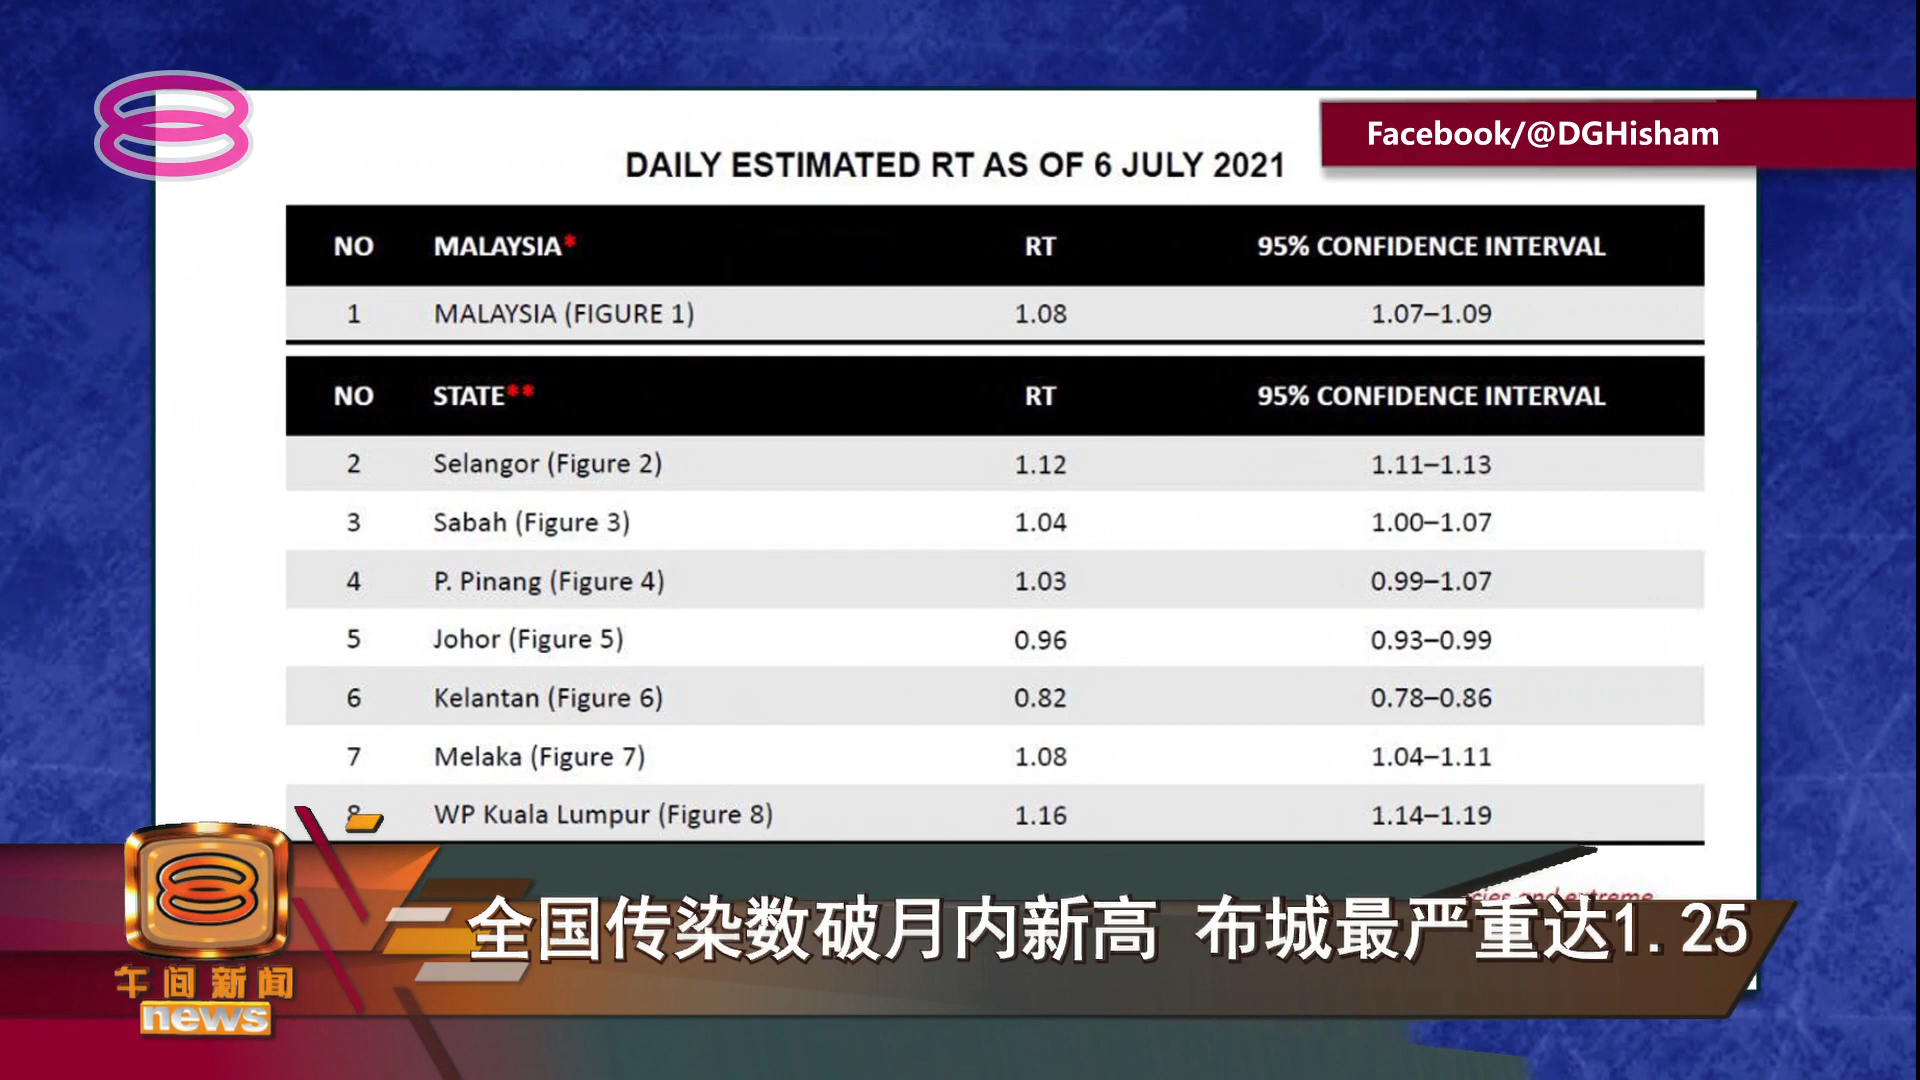 Facebook/@DGHisham
DAILY ESTIMATED RT AS OF 6 JULY 2021
NO MALAYSIA* RT 95% CONFIDENCE INTERVAL
1 MALAYSIA (FIGURE 1) 1.08 1.07–1.09
NO STATE** RT 95% CONFIDENCE INTERVAL
2 Selangor (Figure 2) 1.12 1.11–1.13
3 Sabah (Figure 3) 1.04 1.00–1.07
4 P. Pinang (Figure 4) 1.03 0.99–1.07
5 Johor (Figure 5) 0.96 0.93–0.99
6 Kelantan (Figure 6) 0.82 0.78–0.86
7 Melaka (Figure 7) 1.08 1.04–1.11
8 WP Kuala Lumpur (Figure 8) 1.16 1.14–1.19
and extreme
全国传染数破月内新高 布城最严重达1.25
午间新闻
news